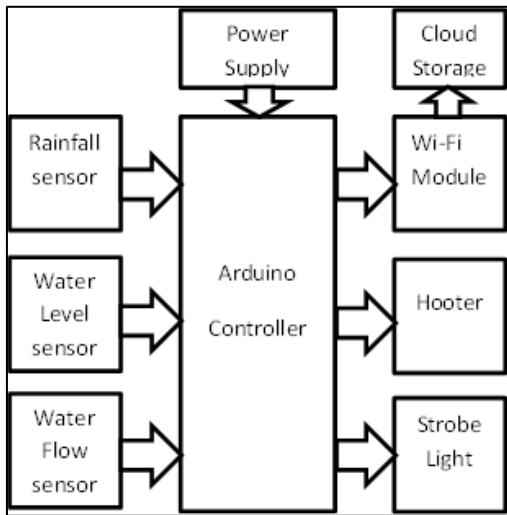 Power
Supply
Cloud
Storage
Rainfall
sensor
Wi-Fi
Module
Water
Level
sensor
Arduino
Controller
Hooter
Water
Flow
sensor
Strobe
Light